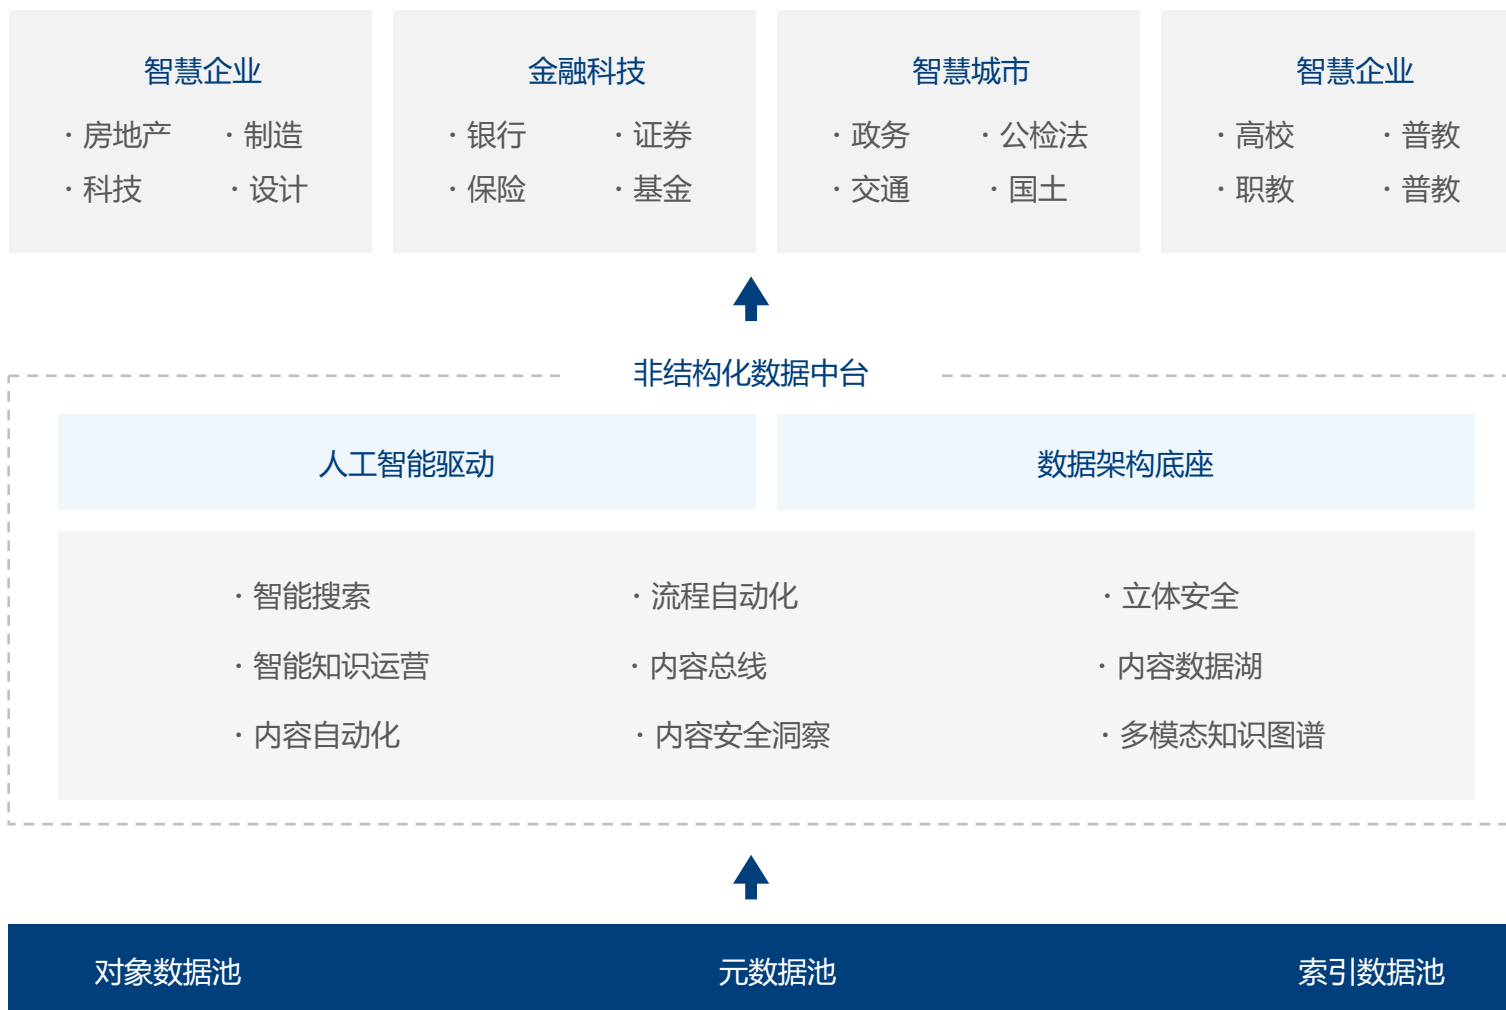 智慧企业
· 房地产 · 制造
· 科技 · 设计
金融科技
· 银行 · 证券
· 保险 · 基金
智慧城市
· 政务 · 公检法
· 交通 · 国土
智慧企业
· 高校 · 普教
· 职教 · 普教
非结构化数据中台
人工智能驱动 数据架构底座
· 智能搜索 · 流程自动化 · 立体安全
· 智能知识运营 · 内容总线 · 内容数据湖
· 内容自动化 · 内容安全洞察 · 多模态知识图谱
对象数据池 元数据池 索引数据池